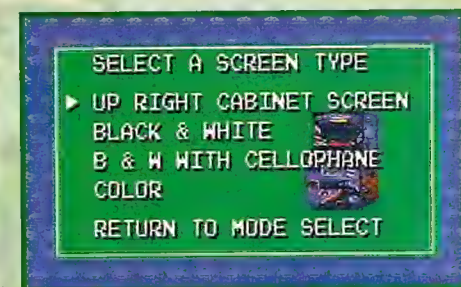 SELECT A SCREEN TYPE
UP RIGHT CABINET SCREEN
BLACK & WHITE
B & W WITH CELLOPHANE
COLOR
RETURN TO MODE SELECT